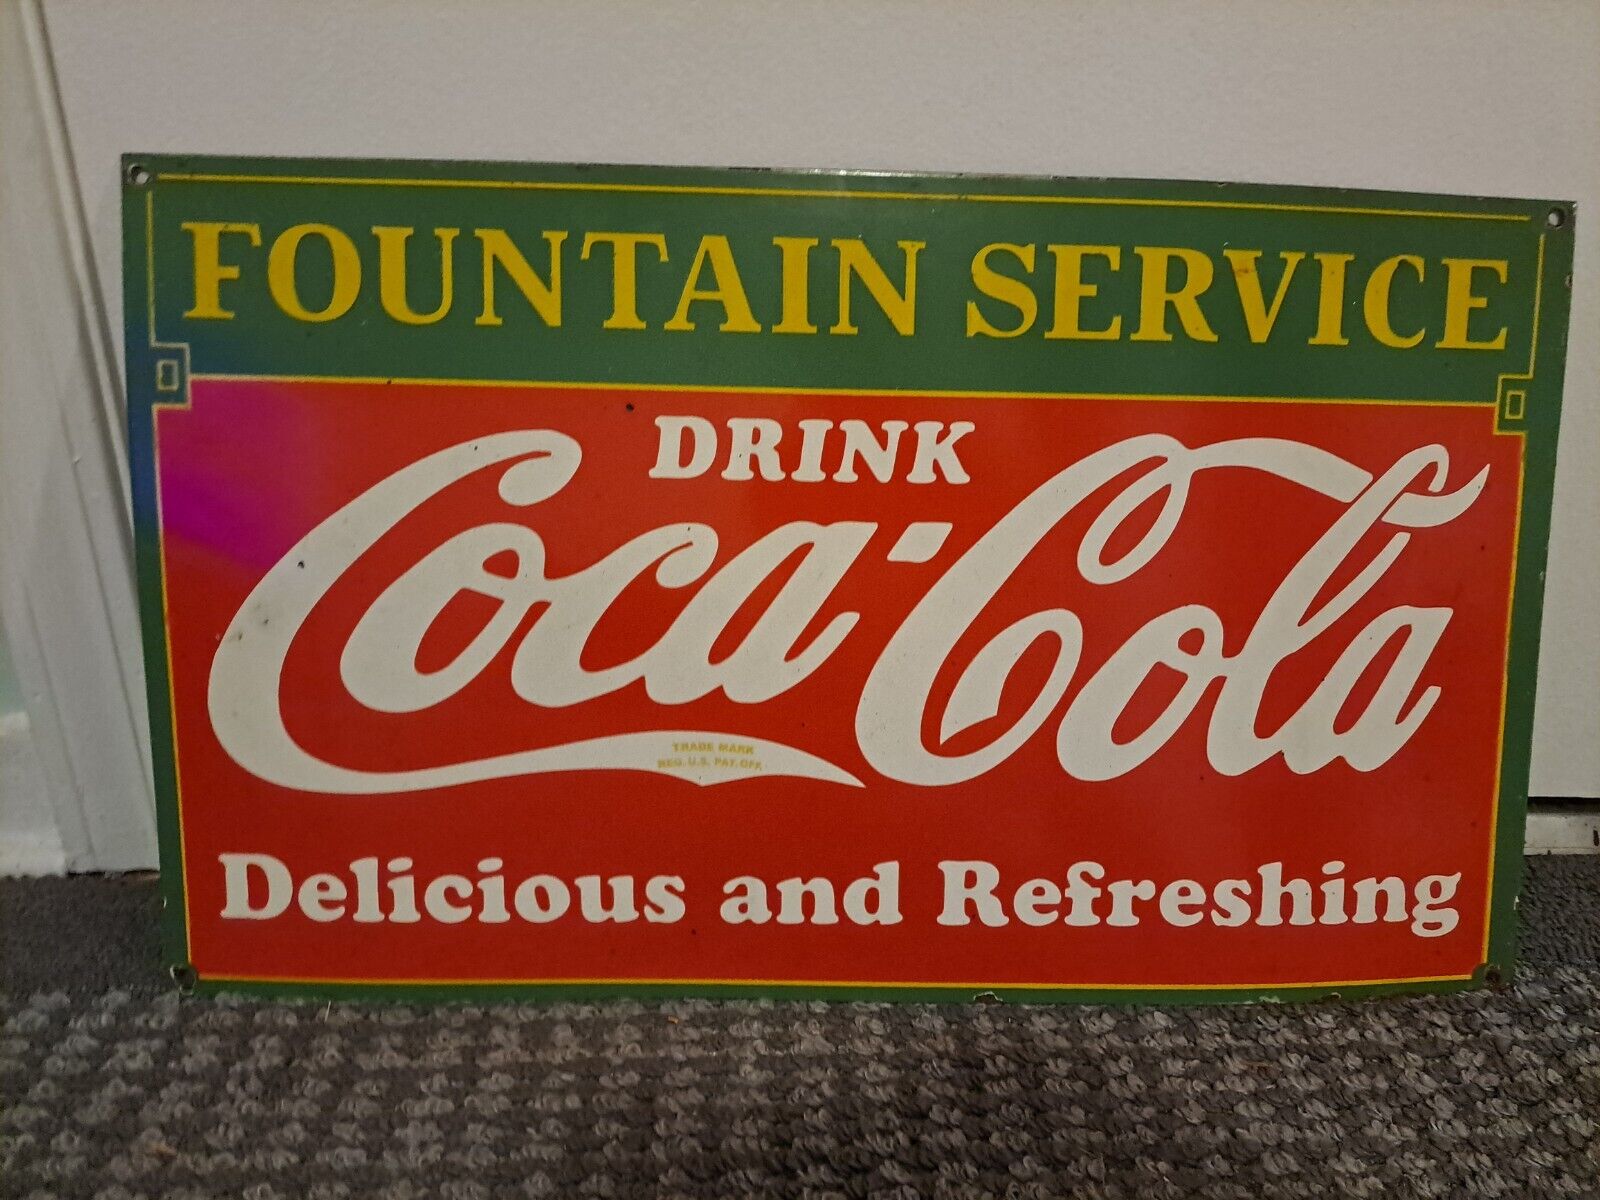 FOUNTAIN SERVICE
DRINK
Coca-Cola
TRADE MARK
REG. U.S. PAT. OFF.
Delicious and Refreshing